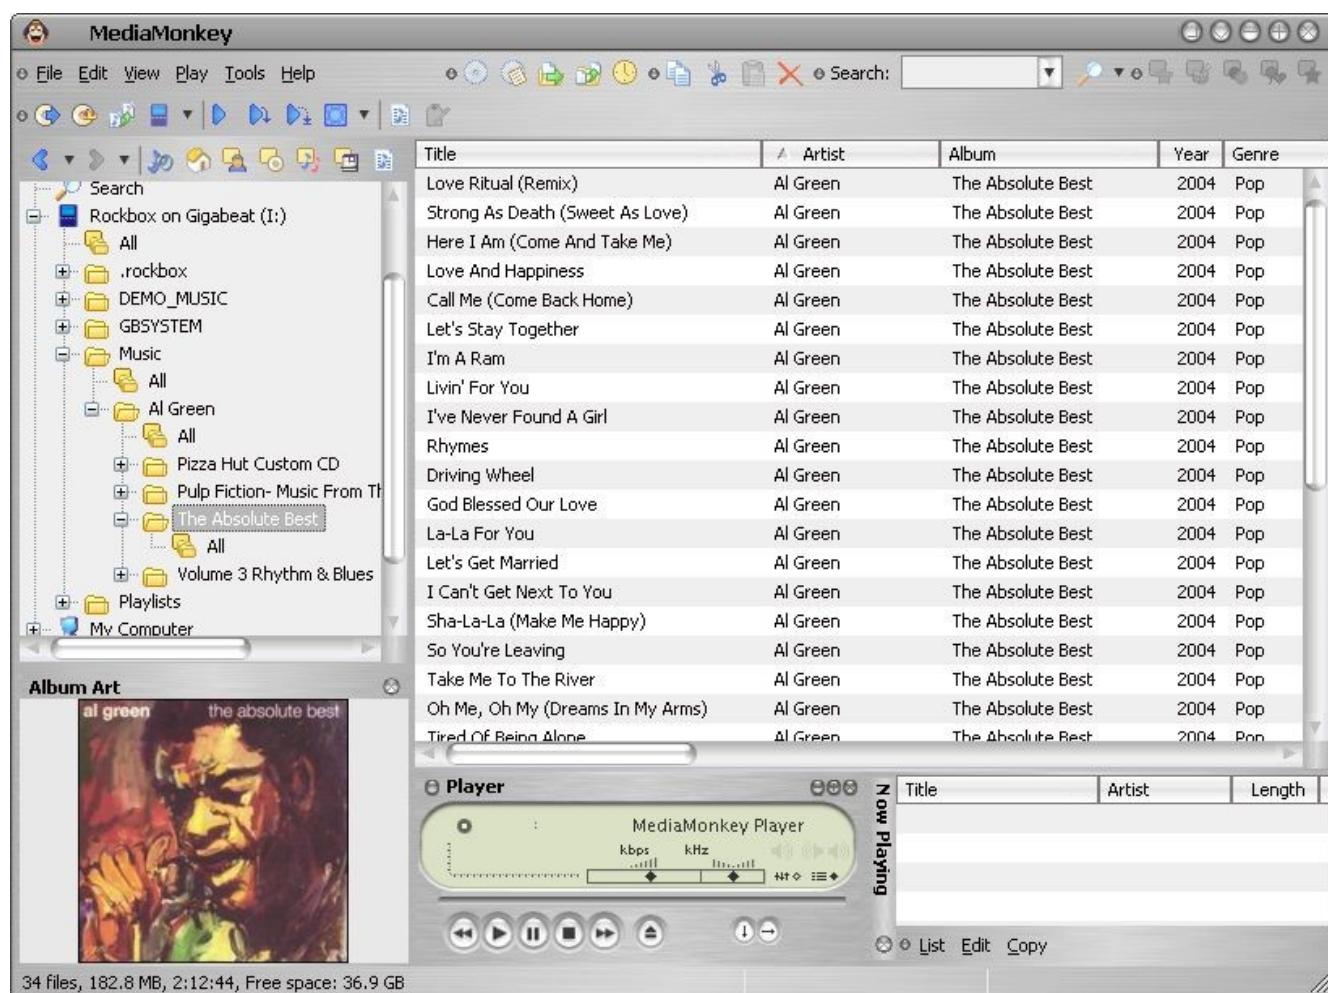 MediaMonkey
File Edit View Play Tools Help
Search:
Search
Rockbox on Gigabeat (I:)
All
.rockbox
DEMO_MUSIC
GBSYSTEM
Music
All
Al Green
All
Pizza Hut Custom CD
Pulp Fiction- Music From Th
The Absolute Best
All
Volume 3 Rhythm & Blues
Playlists
My Computer
Title Artist Album Year Genre
Love Ritual (Remix) Al Green The Absolute Best 2004 Pop
Strong As Death (Sweet As Love) Al Green The Absolute Best 2004 Pop
Here I Am (Come And Take Me) Al Green The Absolute Best 2004 Pop
Love And Happiness Al Green The Absolute Best 2004 Pop
Call Me (Come Back Home) Al Green The Absolute Best 2004 Pop
Let's Stay Together Al Green The Absolute Best 2004 Pop
I'm A Ram Al Green The Absolute Best 2004 Pop
Livin' For You Al Green The Absolute Best 2004 Pop
I've Never Found A Girl Al Green The Absolute Best 2004 Pop
Rhymes Al Green The Absolute Best 2004 Pop
Driving Wheel Al Green The Absolute Best 2004 Pop
God Blessed Our Love Al Green The Absolute Best 2004 Pop
La-La For You Al Green The Absolute Best 2004 Pop
Let's Get Married Al Green The Absolute Best 2004 Pop
I Can't Get Next To You Al Green The Absolute Best 2004 Pop
Sha-La-La (Make Me Happy) Al Green The Absolute Best 2004 Pop
So You're Leaving Al Green The Absolute Best 2004 Pop
Take Me To The River Al Green The Absolute Best 2004 Pop
Oh Me, Oh My (Dreams In My Arms) Al Green The Absolute Best 2004 Pop
Tired Of Being Alone Al Green The Absolute Best 2004 Pop
Album Art
al green the absolute best
Player
MediaMonkey Player
kbps kHz
Now Playing
Title Artist Length
List Edit Copy
34 files, 182.8 MB, 2:12:44, Free space: 36.9 GB